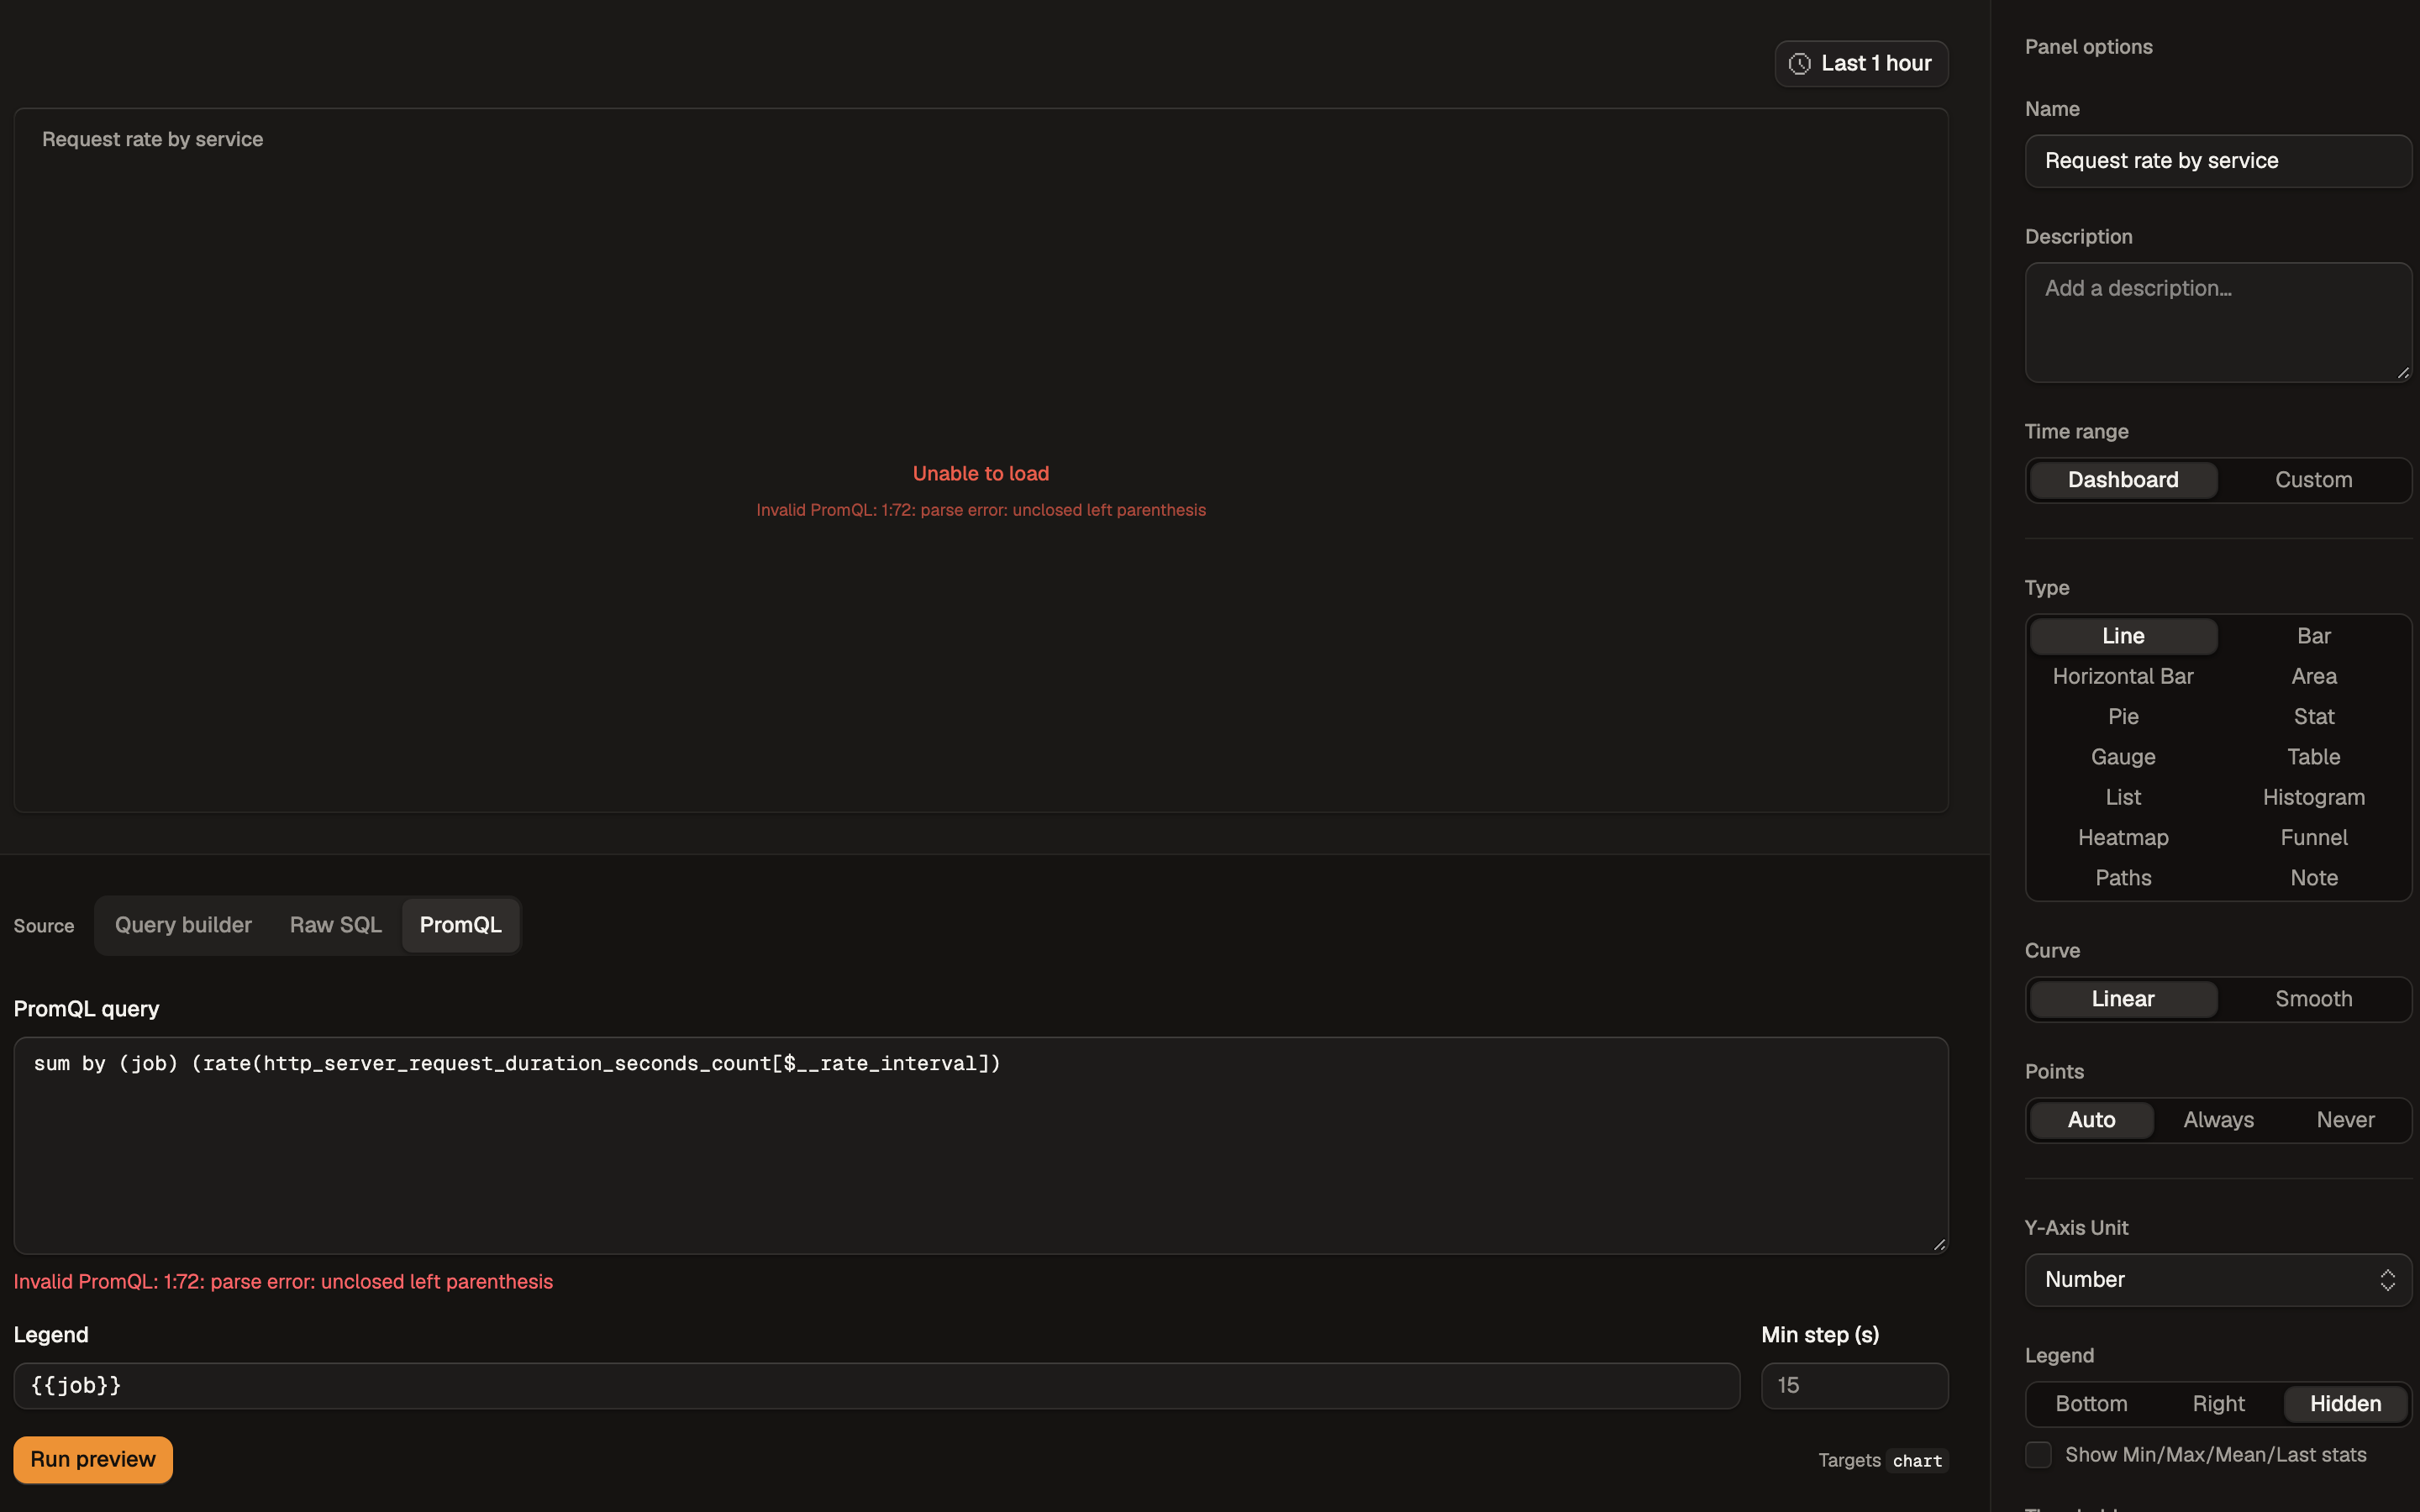 Last 1 hour
Request rate by service
Unable to load
Invalid PromQL: 1:72: parse error: unclosed left parenthesis
Source
Query builder
Raw SQL
PromQL
PromQL query
sum by (job) (rate(http_server_request_duration_seconds_count[$__rate_interval])
Invalid PromQL: 1:72: parse error: unclosed left parenthesis
Legend
Min step (s)
{{job}}
15
Run preview
Targets chart
Panel options
Name
Request rate by service
Description
Add a description...
Time range
Dashboard
Custom
Type
Line
Bar
Horizontal Bar
Area
Pie
Stat
Gauge
Table
List
Histogram
Heatmap
Funnel
Paths
Note
Curve
Linear
Smooth
Points
Auto
Always
Never
Y-Axis Unit
Number
Legend
Bottom
Right
Hidden
Show Min/Max/Mean/Last stats